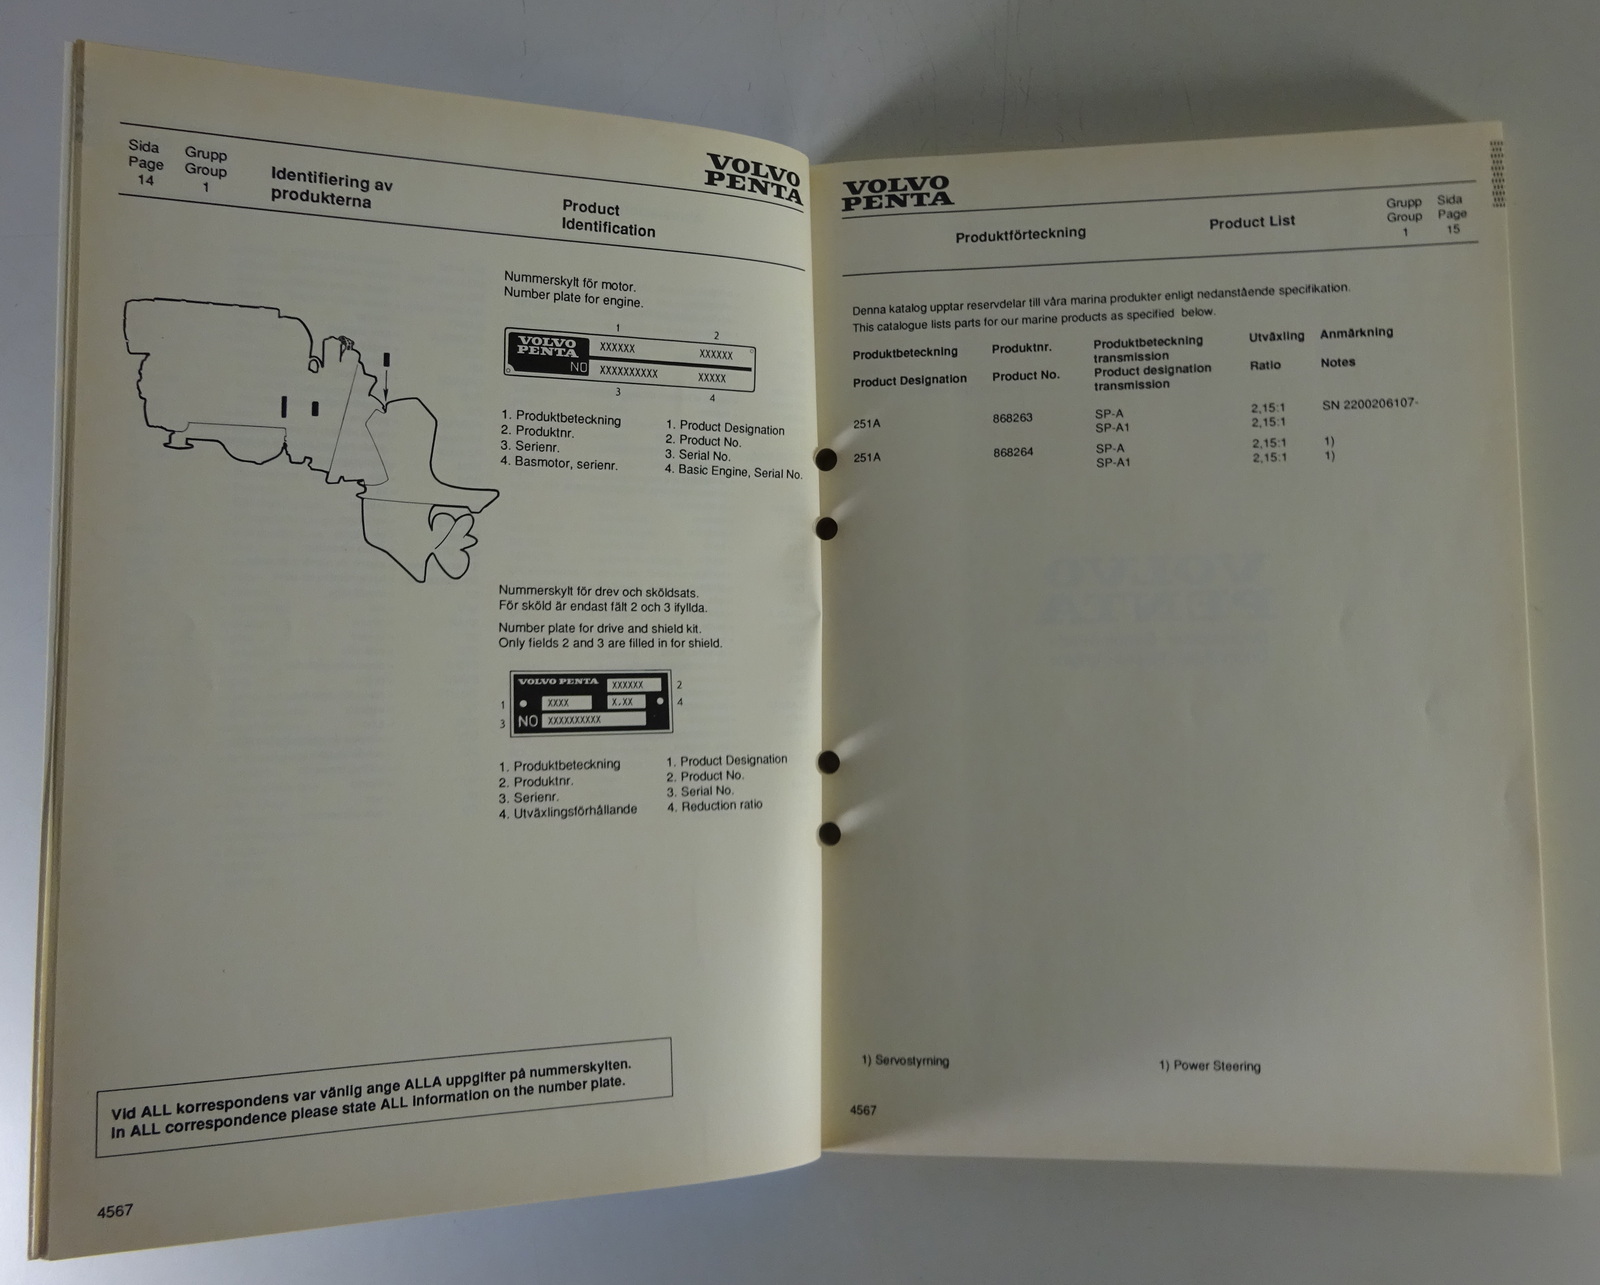 Sida
Page
14
Grupp
Group
1
Identifiering av
produkterna
Product
Identification
VOLVO
PENTA
Nummerskylt för motor.
Number plate for engine.
1
2
VOLVO
PENTA
NO
XXXXXX
XXXXXX
XXXXXXXXXX
XXXXX
3
4
1. Produktbeteckning
2. Produktnr.
3. Serienr.
4. Basmotor, serienr.
1. Product Designation
2. Product No.
3. Serial No.
4. Basic Engine, Serial No.
Nummerskylt för drev och sköldsats.
För sköld är endast fält 2 och 3 ifyllda.
Number plate for drive and shield kit.
Only fields 2 and 3 are filled in for shield.
VOLVO PENTA
XXXXXX
2
1
XXXX
X.XX
4
3
NO
XXXXXXXXXX
1. Produktbeteckning
2. Produktnr.
3. Serienr.
4. Utväxlingsförhållande
1. Product Designation
2. Product No.
3. Serial No.
4. Reduction ratio
Vid ALL korrespondens var vänlig ange ALLA uppgifter på nummerskylten.
In ALL correspondence please state ALL information on the number plate.
4567
VOLVO
PENTA
Produktförteckning
Product List
Grupp
Group
1
Sida
Page
15
Denna katalog upptar reservdelar till våra marina produkter enligt nedanstående specifikation.
This catalogue lists parts for our marine products as specified below.
Produktbeteckning
Produktnr.
Produktbeteckning
transmission
Utväxling
Anmärkning
Product Designation
Product No.
Product designation
transmission
Ratio
Notes
251A 868263 SP-A 2,15:1 SN 2200206107-
SP-A1 2,15:1
251A 868264 SP-A 2,15:1 1)
SP-A1 2,15:1 1)
1) Servostyrning
1) Power Steering
4567